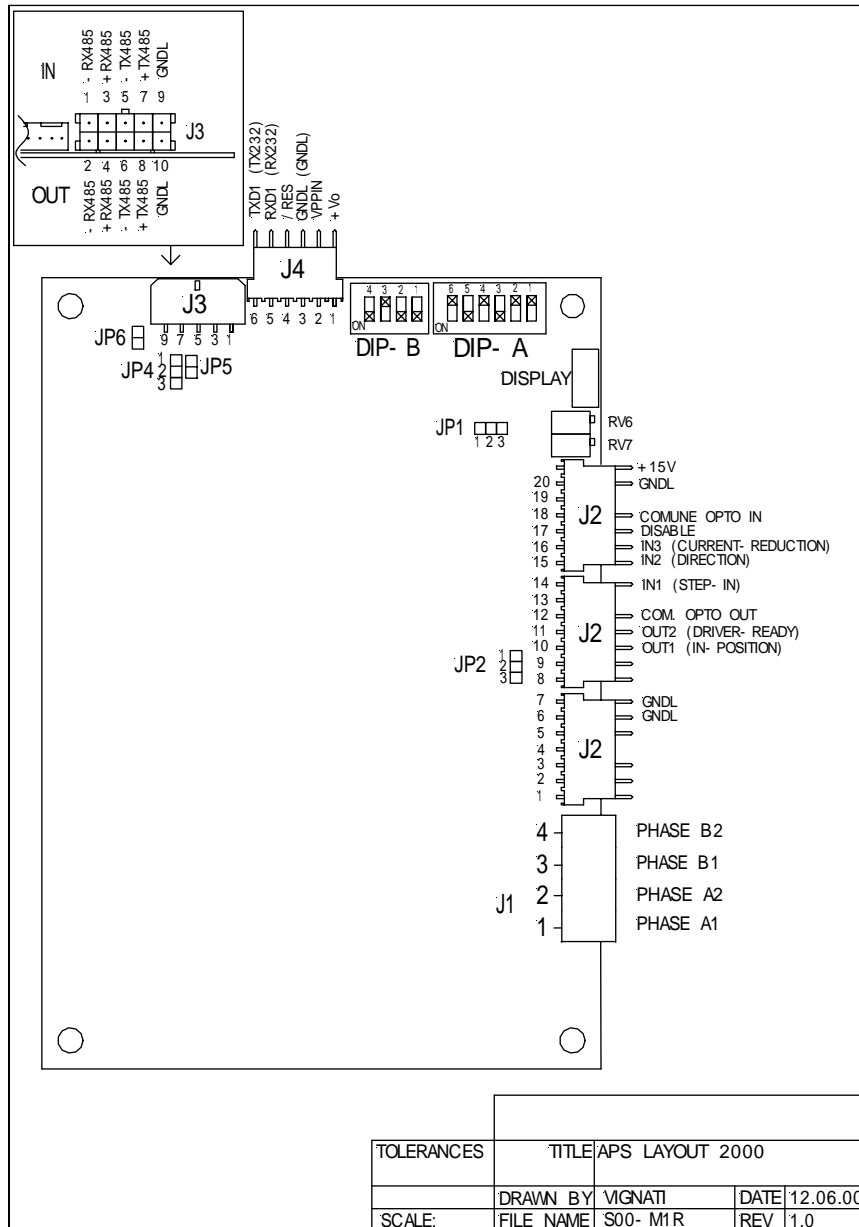 - RX485
+ RX485
- TX485
+ TX485
GNDL
IN
1 3 5 7 9
J3
2 4 6 8 10
OUT
- RX485
+ RX485
- TX485
+ TX485
GNDL
TXD1 (TX232)
RXD1 (RX232)
/ RES
GNDL (GNDL)
VPPIN
+ Vo
J4
6 5 4 3 2 1
J3
9 7 5 3 1
4 3 2 1
ON
DIP- B
6 5 4 3 2 1
ON
DIP- A
JP6
JP4
1
2
3
JP5
DISPLAY
JP1
1 2 3
RV6
RV7
+ 15V
20 GNDL
19
18 COMUNE OPTO IN
17 DISABLE
16 IN3 (CURRENT- REDUCTION)
15 IN2 (DIRECTION)
J2
14 IN1 (STEP- IN)
13
12 COM. OPTO OUT
11 OUT2 (DRIVER- READY)
10 OUT1 (IN- POSITION)
9
8
J2
JP2
1
2
3
7 GNDL
6 GNDL
5
4
3
2
1
J2
4 PHASE B2
3 PHASE B1
2 PHASE A2
1 PHASE A1
J1
TOLERANCES TITLE APS LAYOUT 2000
DRAWN BY VIGNATI DATE 12.06.00
SCALE: FILE NAME S00- M1R REV 1.0